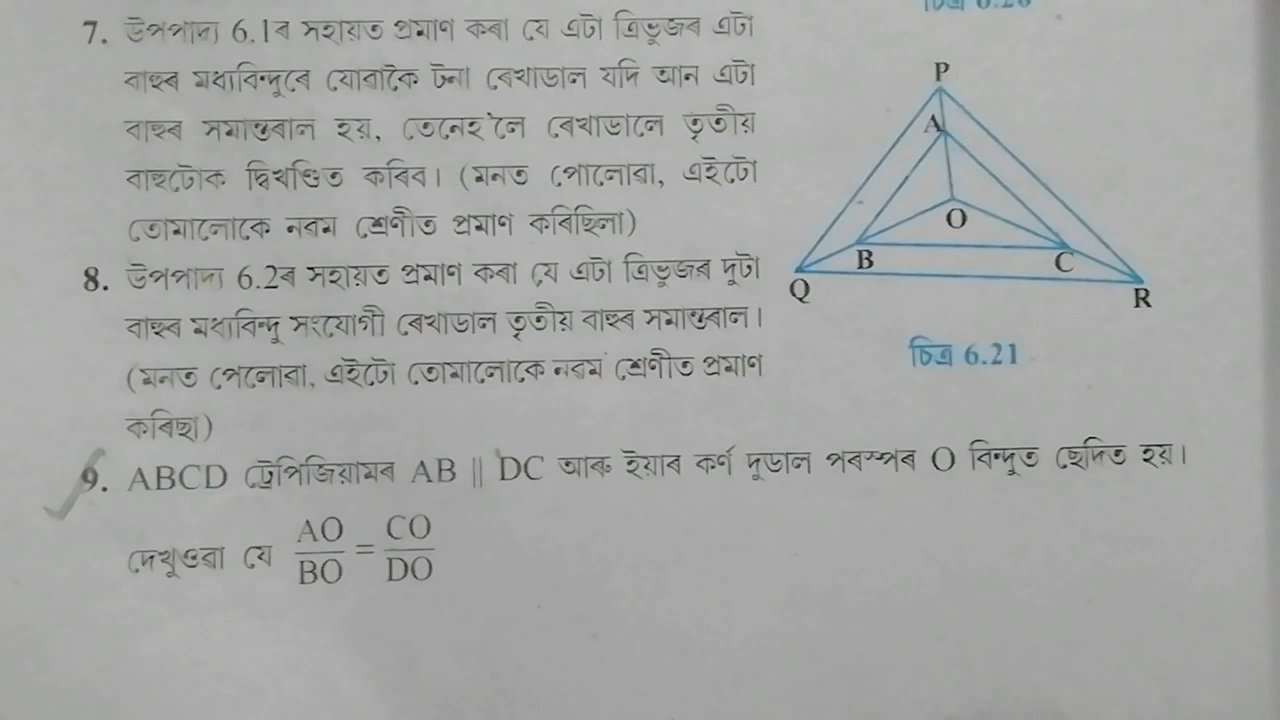 চিত্ৰ 6.20
7. উপপাদ্য 6.1ৰ সহায়ত প্ৰমাণ কৰা যে এটা ত্ৰিভুজৰ এটা
বাহুৰ মধ্যবিন্দুৰে যোৱাকৈ টনা ৰেখাডাল যদি আন এটা
বাহুৰ সমান্তৰাল হয়, তেনেহ'লে ৰেখাডালে তৃতীয়
বাহুটোক দ্বিখণ্ডিত কৰিব। (মনত পেলোৱা, এইটো
তোমালোকে নৱম শ্ৰেণীত প্ৰমাণ কৰিছিলা)
8. উপপাদ্য 6.2ৰ সহায়ত প্ৰমাণ কৰা যে এটা ত্ৰিভুজৰ দুটা
বাহুৰ মধ্যবিন্দু সংযোগী ৰেখাডাল তৃতীয় বাহুৰ সমান্তৰাল।
(মনত পেলোৱা, এইটো তোমালোকে নৱম শ্ৰেণীত প্ৰমাণ
কৰিছা)
P
A
O
B
C
Q
R
চিত্ৰ 6.21
9. ABCD ট্ৰেপিজিয়ামৰ AB || DC আৰু ইয়াৰ কৰ্ণ দুডাল পৰস্পৰ O বিন্দুত ছেদিত হয়।
দেখুওৱা যে AO/BO = CO/DO